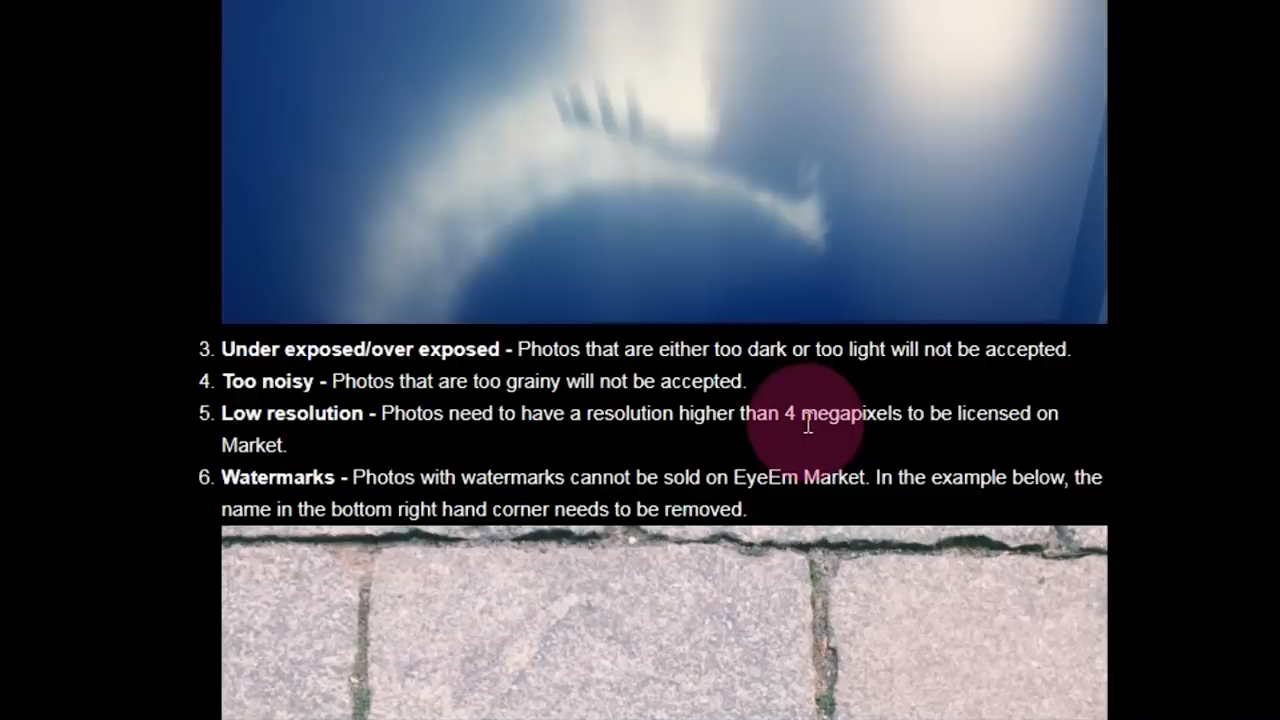 3. Under exposed/over exposed - Photos that are either too dark or too light will not be accepted.
4. Too noisy - Photos that are too grainy will not be accepted.
5. Low resolution - Photos need to have a resolution higher than 4 megapixels to be licensed on
Market.
6. Watermarks - Photos with watermarks cannot be sold on EyeEm Market. In the example below, the
name in the bottom right hand corner needs to be removed.